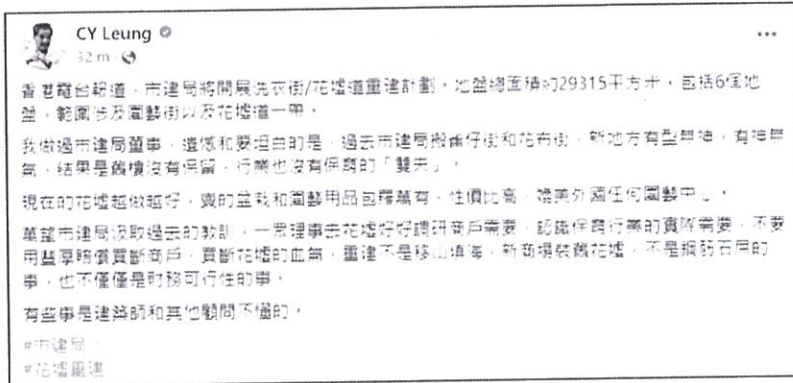 CY Leung
32 m
香港電台報道，市建局將開展洗衣街/花墟道重建計劃，地盤總面積約29315平方米，包括6個地
盤，範圍涉及園藝街以及花墟道一帶。
我做過市建局董事，遺憾和要坦白的是，過去市建局搬雀仔街和花布街，新地方有型無神，有神無
氣，結果是舊樓沒有保留，行業也沒有保育的「雙失」。
現在的花墟越做越好，賣的盆栽和園藝用品包羅萬有，性價比高，媲美外國任何園藝中心。
萬望市建局汲取過去的教訓，一眾理事去花墟好好調研商戶需要，認識保育行業的實際需要，不要
用豐厚賠償買斷商戶，買斷花墟的血氣，重建不是移山填海，新商場裝舊花墟，不是鋼筋石屎的
事，也不僅僅是財務可行性的事。
有些事是建築師和其他顧問不懂的。
#市建局
#花墟重建